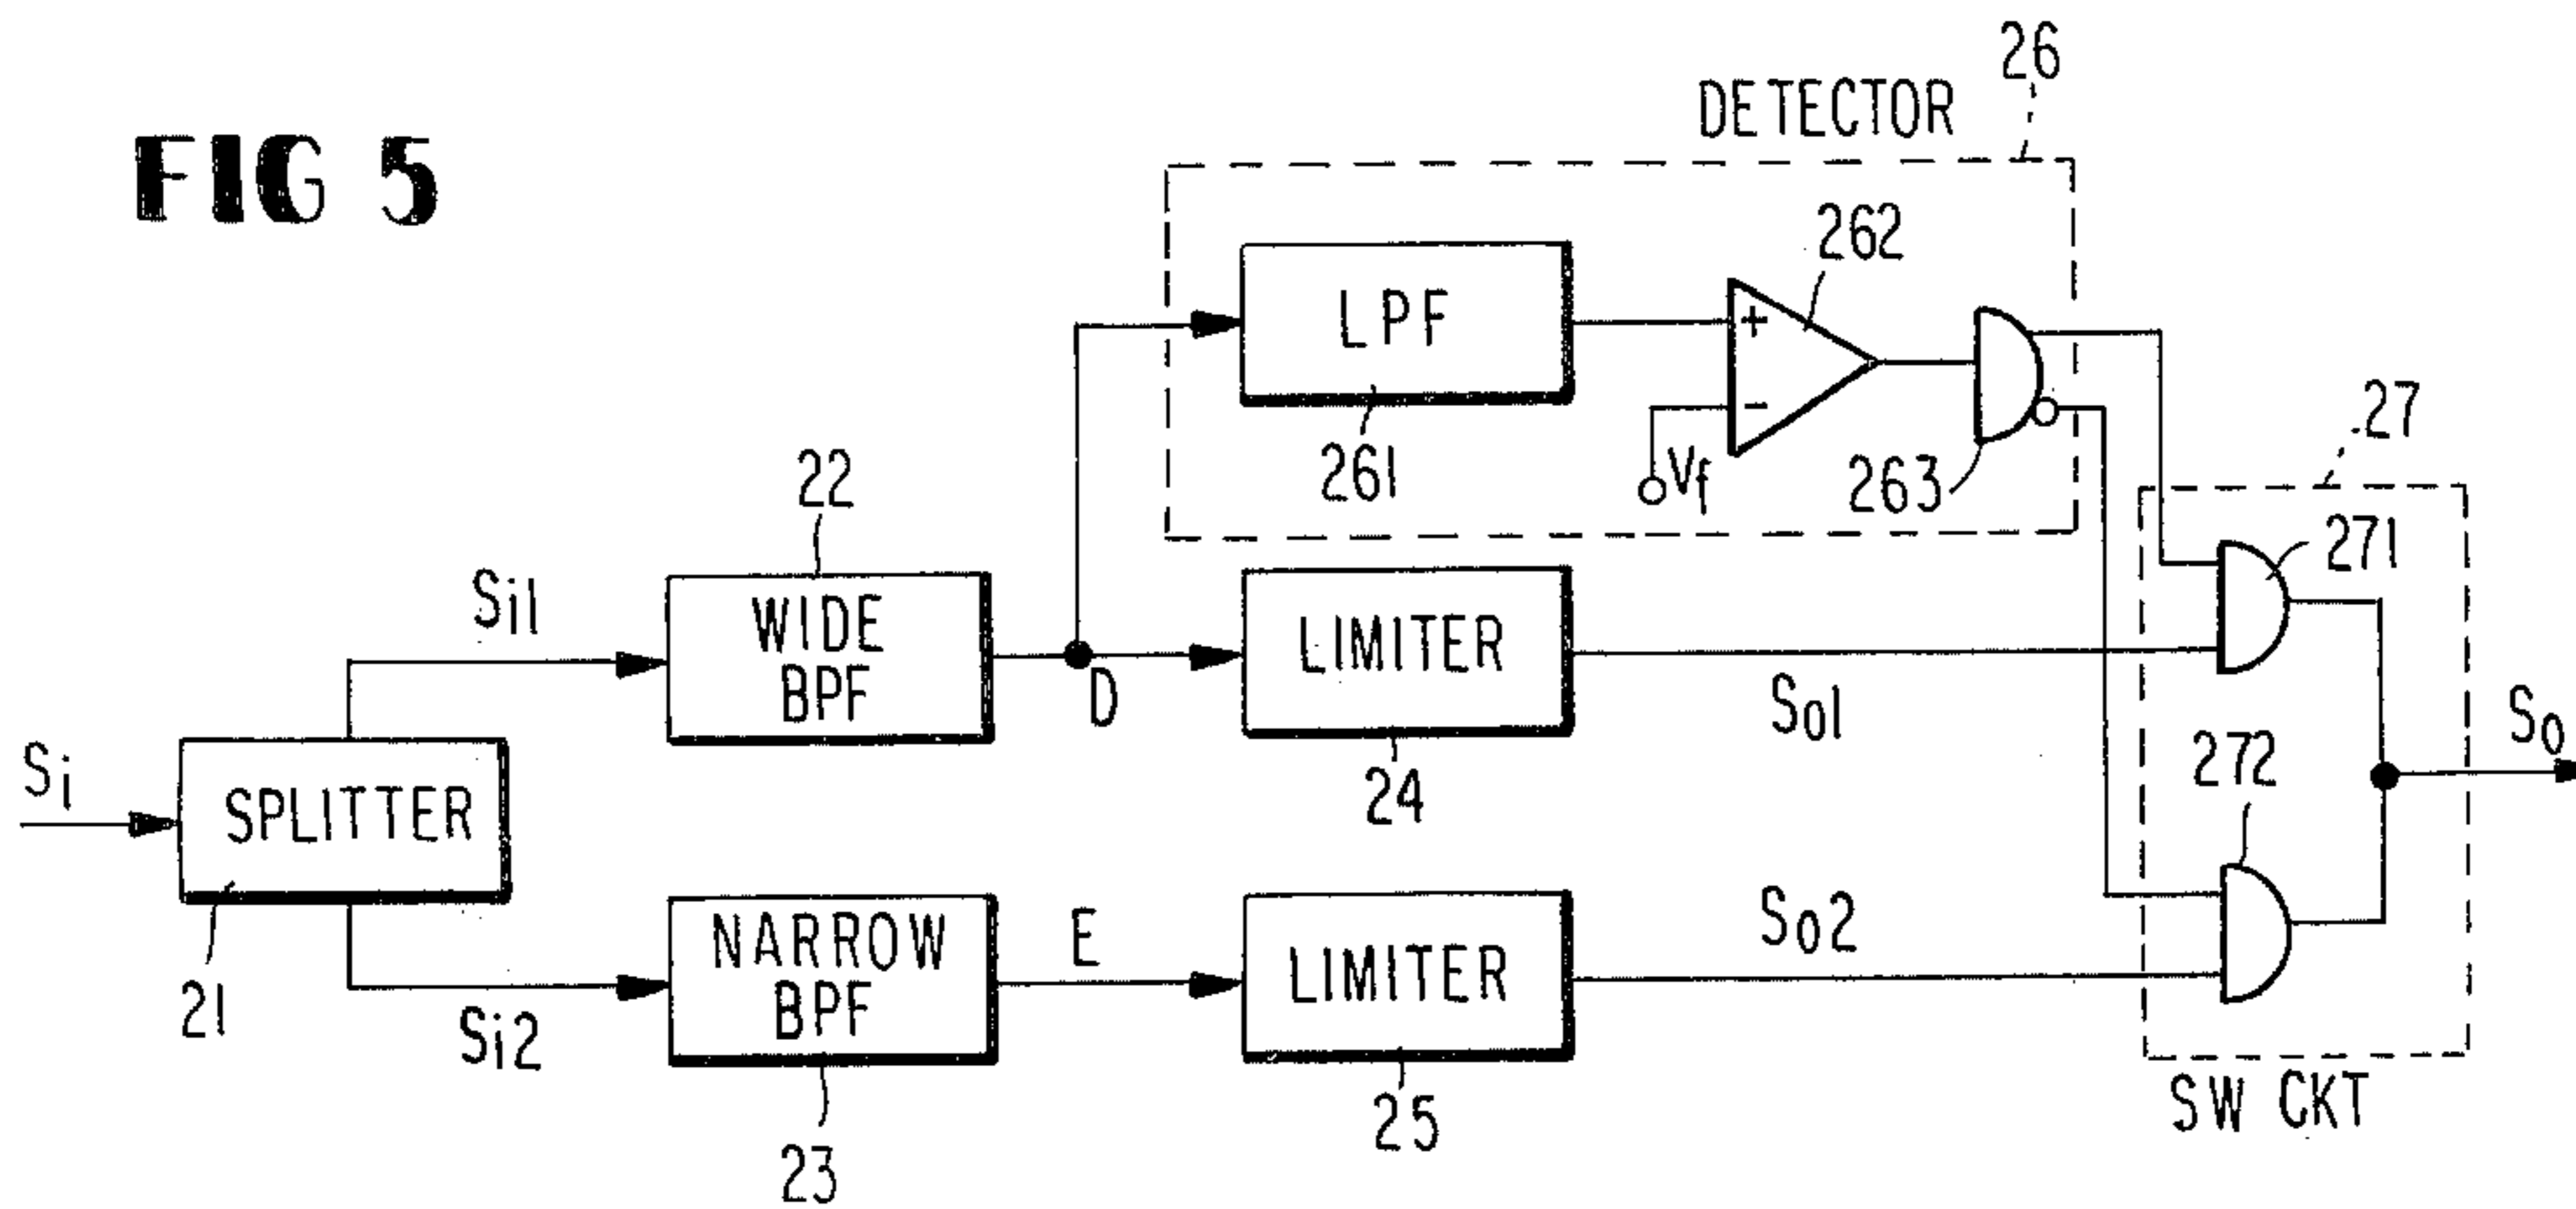 FIG 5
26
DETECTOR
262
LPF
+
-
Vf
261
263
27
22
271
Si1
WIDE
BPF
D
LIMITER
So1
24
Si
SPLITTER
21
272
So
Si2
NARROW
BPF
E
LIMITER
So2
23
25
SW CKT